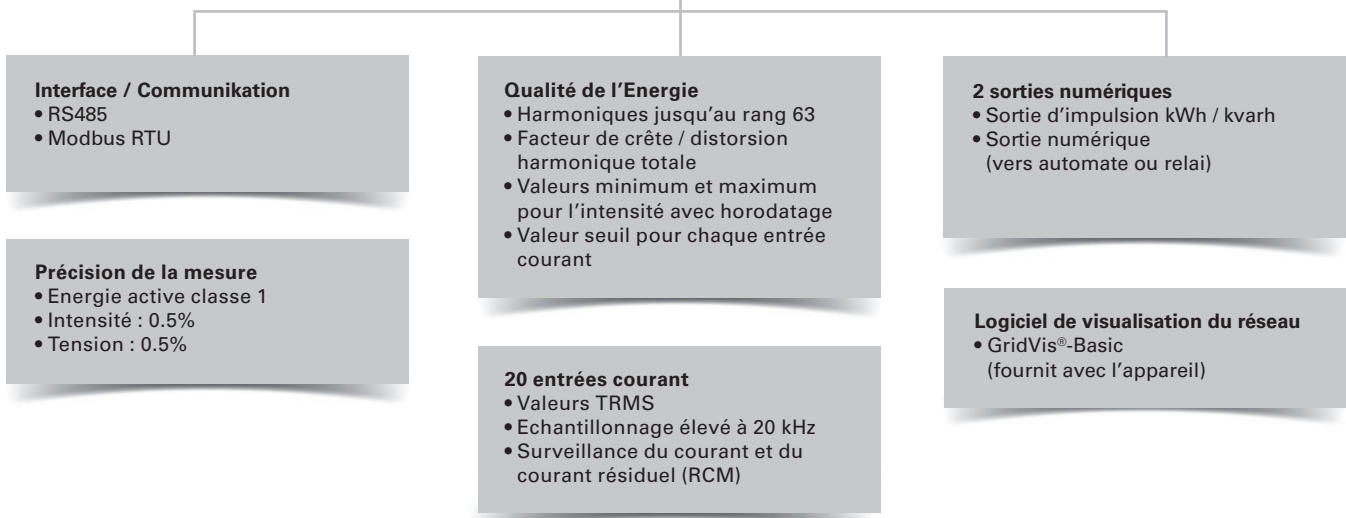 Interface / Communikation
• RS485
• Modbus RTU
Précision de la mesure
• Energie active classe 1
• Intensité : 0.5%
• Tension : 0.5%
Qualité de l’Energie
• Harmoniques jusqu’au rang 63
• Facteur de crête / distorsion
harmonique totale
• Valeurs minimum et maximum
pour l’intensité avec horodatage
• Valeur seuil pour chaque entrée
courant
20 entrées courant
• Valeurs TRMS
• Echantillonnage élevé à 20 kHz
• Surveillance du courant et du
courant résiduel (RCM)
2 sorties numériques
• Sortie d’impulsion kWh / kvarh
• Sortie numérique
(vers automate ou relai)
Logiciel de visualisation du réseau
• GridVis®-Basic
(fournit avec l’appareil)